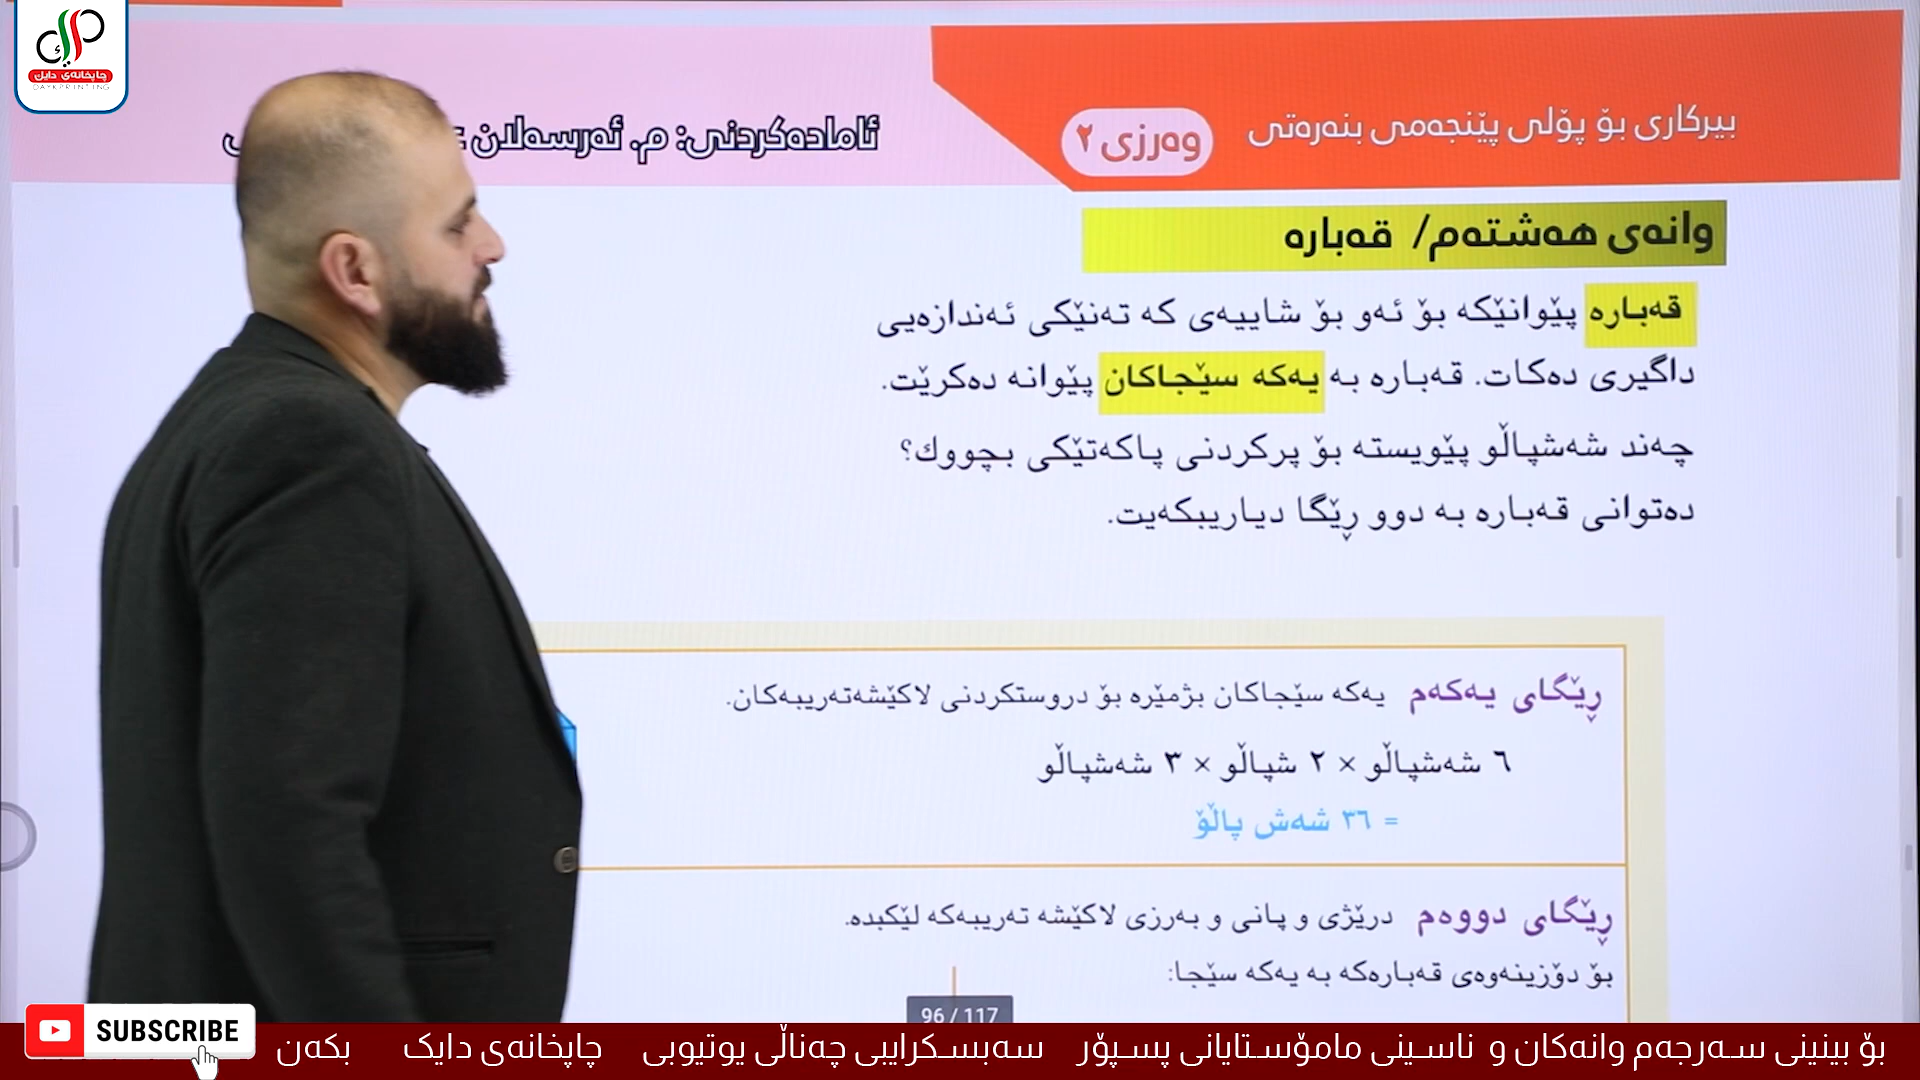 چاپخانەی دایک
DAYKPRINTING
بیرکاری بۆ پۆلی پێنجەمی بنەرەتی
وەرزی ٢
ئامادەکردنی: م. ئەرسەلان
وانەی هەشتەم/ قەبارە
قەبارە پێوانێکە بۆ ئەو بۆ شاییەی کە تەنێکی ئەندازەیی
داگیری دەکات. قەبارە بە یەکە سێجاکان پێوانە دەکرێت.
چەند شەشپاڵو پێویستە بۆ پرکردنی پاکەتێکی بچووك؟
دەتوانی قەبارە بە دوو ڕێگا دیاریبکەیت.
ڕێگای یەکەم یەکە سێجاکان بژمێرە بۆ دروستکردنی لاکێشەتەریبەکان.
٦ شەشپاڵو × ٢ شپاڵو × ٣ شەشپاڵو
= ٣٦ شەش پاڵۆ
ڕێگای دووەم درێژی و پانی و بەرزی لاکێشە تەریبەکە لێکبدە.
بۆ دۆزینەوەی قەبارەکە بە یەکە سێجا:
96 / 117
SUBSCRIBE
بۆ بینینی سەرجەم وانەکان و ناسینی مامۆستایانی پسپۆر سەبسکرایبی چەناڵی یوتیوبی چاپخانەی دایک بکەن